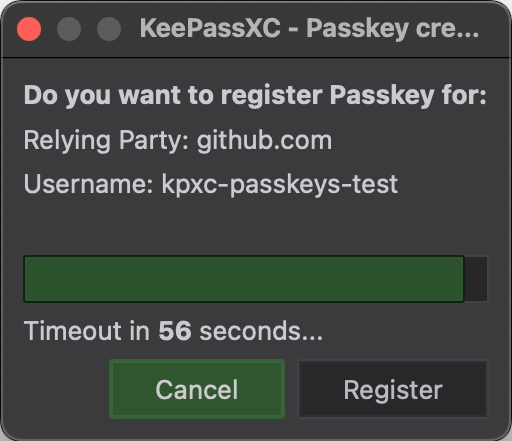 KeePassXC - Passkey cre...
Do you want to register Passkey for:
Relying Party: github.com
Username: kpxc-passkeys-test
Timeout in 56 seconds...
Cancel Register